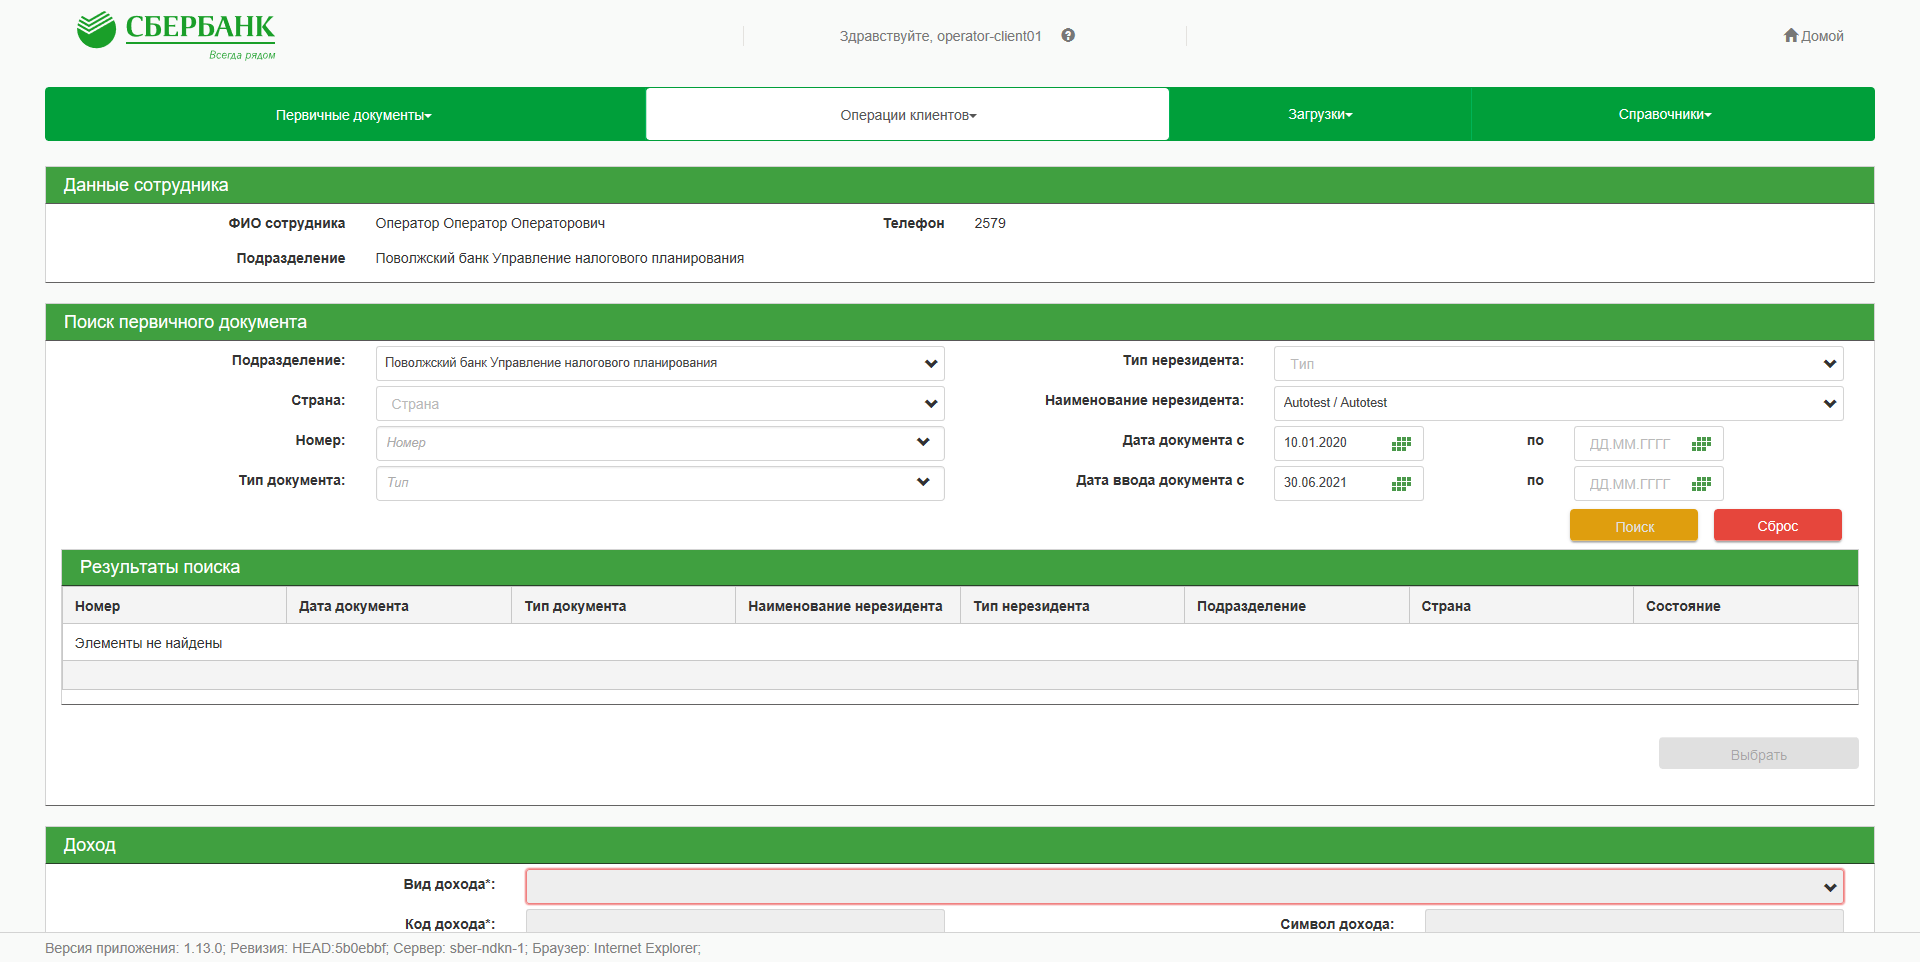 СБЕРБАНК
Всегда рядом
Здравствуйте, operator-client01
Домой
Первичные документы
Операции клиентов
Загрузки
Справочники
Данные сотрудника
ФИО сотрудника Оператор Оператор Операторович Телефон 2579
Подразделение Поволжский банк Управление налогового планирования
Поиск первичного документа
Подразделение: Поволжский банк Управление налогового планирования Тип нерезидента: Тип
Страна: Страна Наименование нерезидента: Autotest / Autotest
Номер: Номер Дата документа с 10.01.2020 по ДД.ММ.ГГГГ
Тип документа: Тип Дата ввода документа с 30.06.2021 по ДД.ММ.ГГГГ
Поиск Сброс
Результаты поиска
Номер Дата документа Тип документа Наименование нерезидента Тип нерезидента Подразделение Страна Состояние
Элементы не найдены
Выбрать
Доход
Вид дохода*:
Код дохода*: Символ дохода:
Версия приложения: 1.13.0; Ревизия: HEAD:5b0ebbf; Сервер: sber-ndkn-1; Браузер: Internet Explorer;